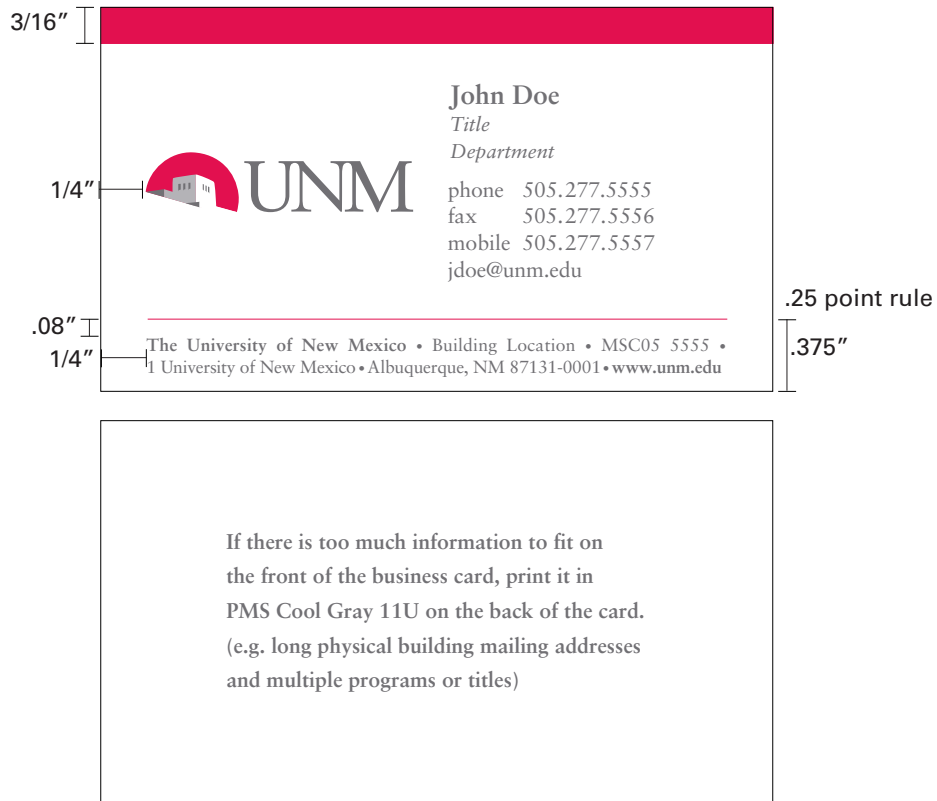 3/16”
John Doe
Title
Department
1/4”
UNM
phone 505.277.5555
fax 505.277.5556
mobile 505.277.5557
jdoe@unm.edu
.25 point rule
.08”
.375”
1/4”
The University of New Mexico • Building Location • MSC05 5555 •
1 University of New Mexico • Albuquerque, NM 87131-0001 • www.unm.edu
If there is too much information to fit on
the front of the business card, print it in
PMS Cool Gray 11U on the back of the card.
(e.g. long physical building mailing addresses
and multiple programs or titles)